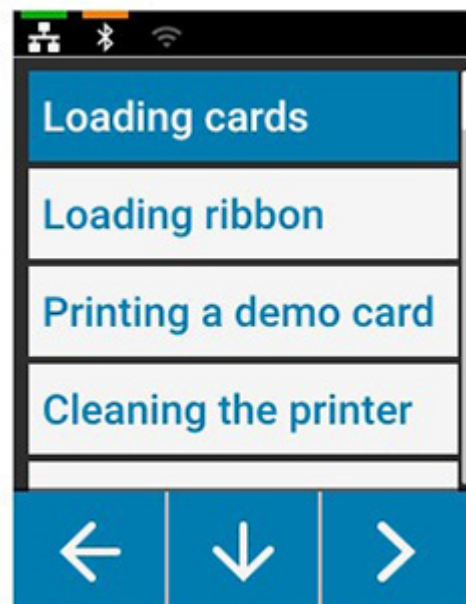 Loading cards
Loading ribbon
Printing a demo card
Cleaning the printer